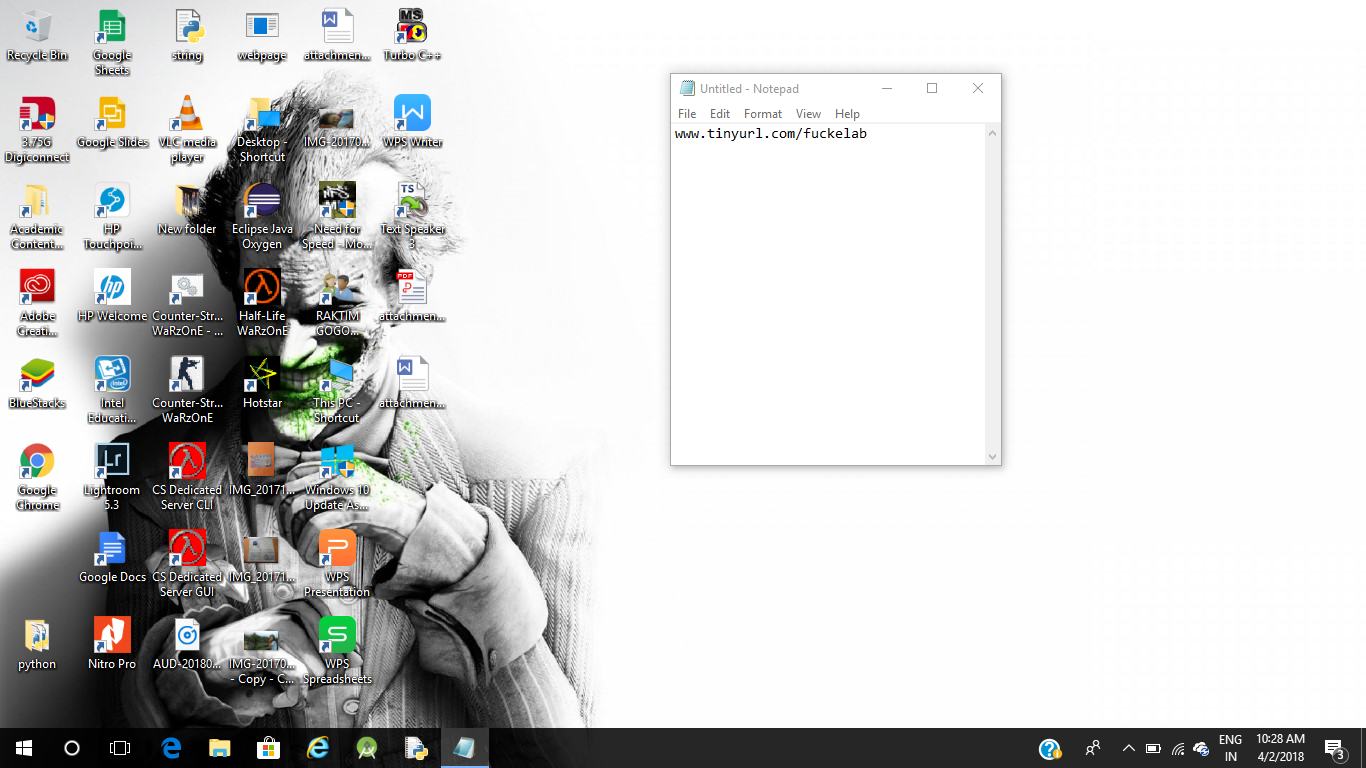 Recycle Bin
Google
Sheets
string
webpage
attachmen...
MS
Turbo C++
3.75G
Digiconnect
Google Slides
VLC media
player
Desktop -
Shortcut
IMG-20170...
WPS Writer
Academic
Content...
HP
Touchpoi...
New folder
Eclipse Java
Oxygen
Need for
Speed - Mo...
TS
Text Speaker
3
Adobe
Creati...
hp
HP Welcome
Counter-Str...
WaRzOnE - ...
Half-Life
WaRzOnE
RAKTIM
GOGO...
PDF
attachmen...
BlueStacks
intel
Intel
Educati...
Counter-Str...
WaRzOnE
Hotstar
This PC -
Shortcut
attachmen...
Google
Chrome
Lr
Lightroom
5.3
CS Dedicated
Server CLI
IMG_20171...
Windows 10
Update As...
Google Docs
CS Dedicated
Server GUI
IMG_20171...
WPS
Presentation
python
Nitro Pro
AUD-20180...
IMG-20170...
- Copy - C...
WPS
Spreadsheets
Untitled - Notepad
File Edit Format View Help
www.tinyurl.com/fuckelab
ENG
IN
10:28 AM
4/2/2018
3